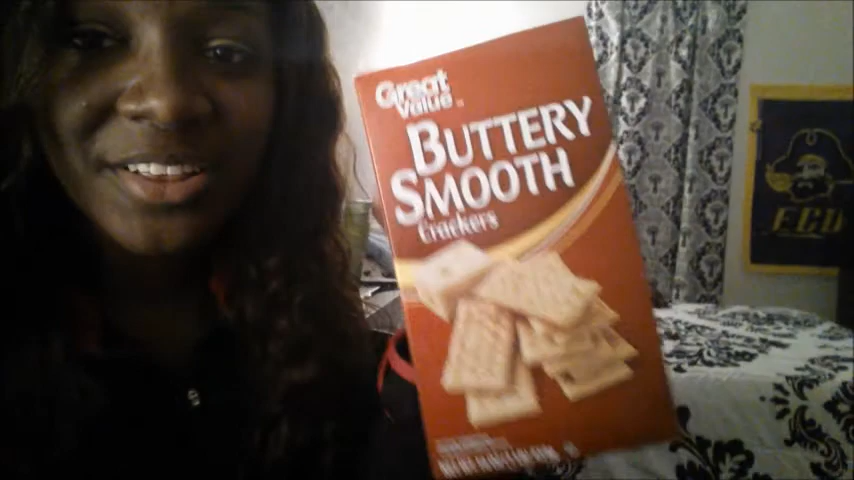 Great
Value
BUTTERY
SMOOTH
Crackers
ECU